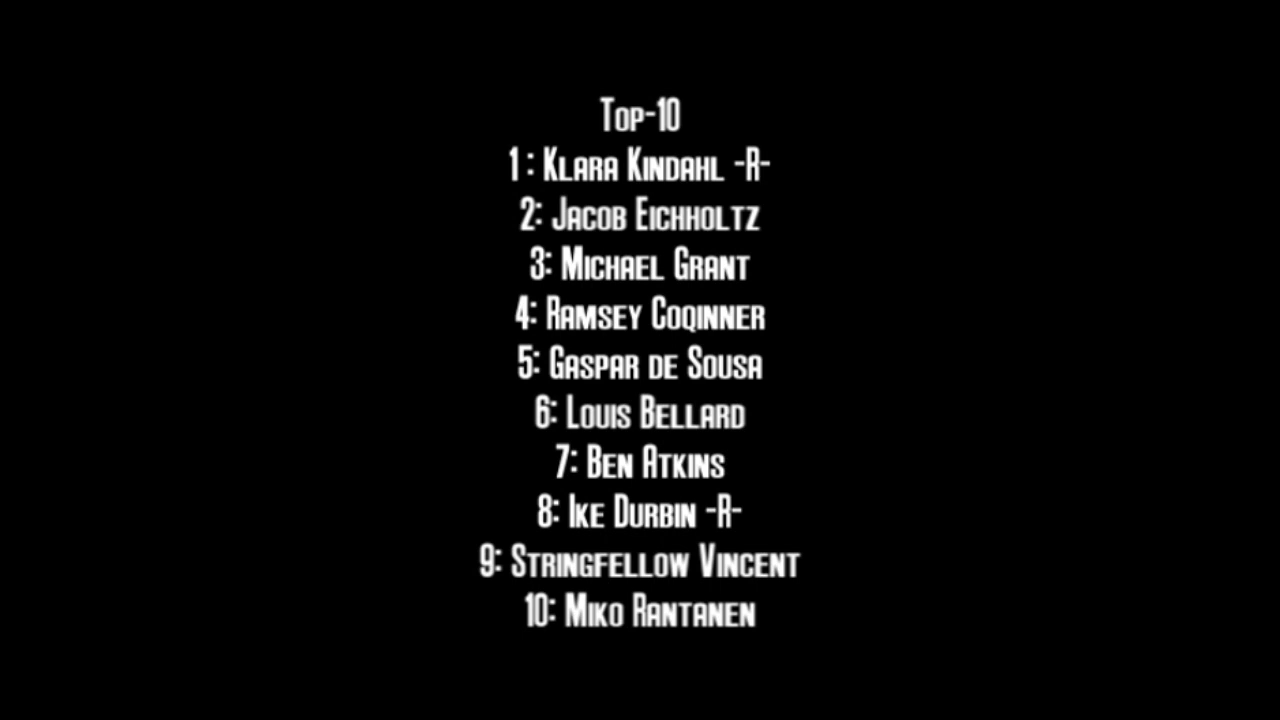 Top-10
1 : Klara Kindahl -R-
2: Jacob Eichholtz
3: Michael Grant
4: Ramsey Coqinner
5: Gaspar de Sousa
6: Louis Bellard
7: Ben Atkins
8: Ike Durbin -R-
9: Stringfellow Vincent
10: Miko Rantanen